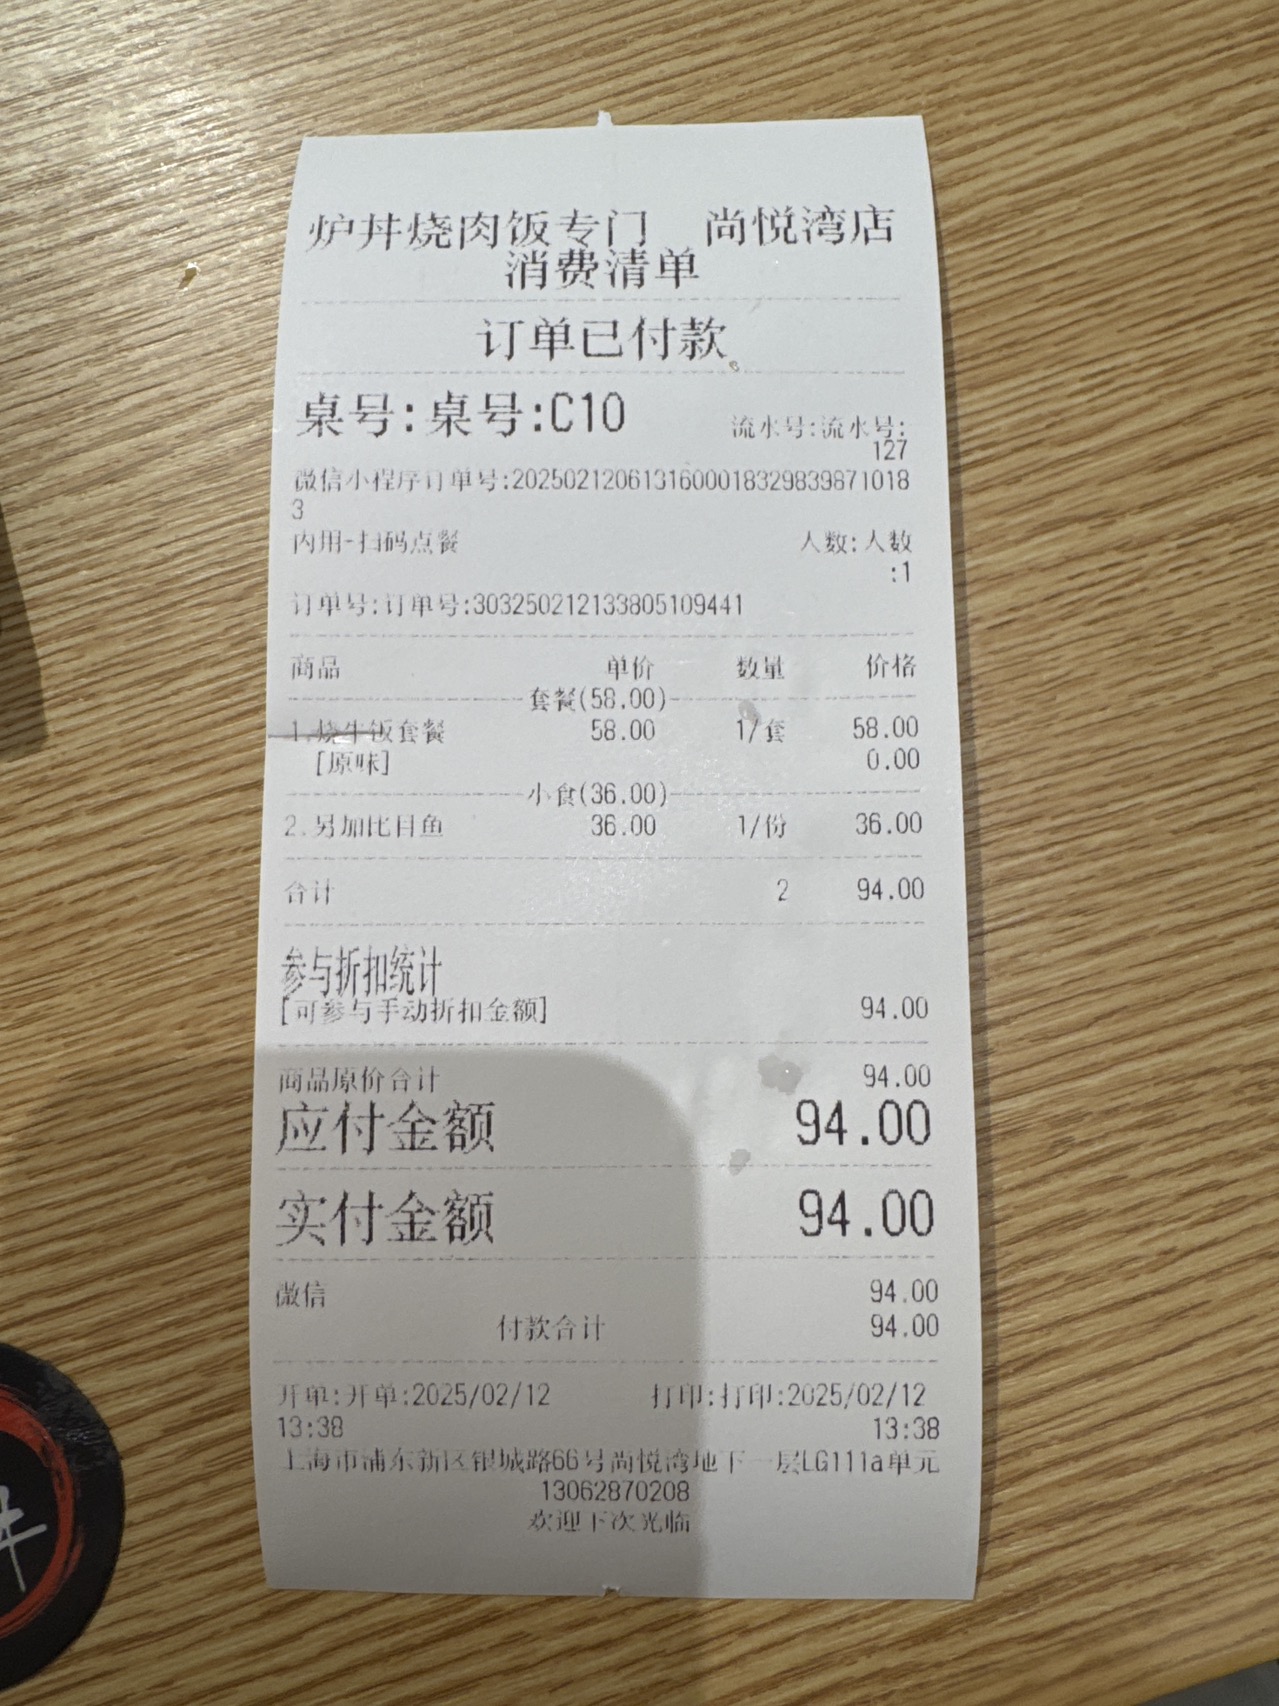 炉丼烧肉饭专门　尚悦湾店
消费清单
订单已付款
桌号:桌号:C10
流水号:流水号:
127
微信小程序订单号:2025021206131600018329839871018
3
内用-扫码点餐 人数:人数
:1
订单号:订单号:303250212133805109441
商品 单价 数量 价格
套餐(58.00)
1.烧牛饭套餐 58.00 1/套 58.00
[原味] 0.00
小食(36.00)
2.另加比目鱼 36.00 1/份 36.00
合计 2 94.00
参与折扣统计
[可参与手动折扣金额] 94.00
商品原价合计 94.00
应付金额 94.00
实付金额 94.00
微信 94.00
付款合计 94.00
开单:开单:2025/02/12 打印:打印:2025/02/12
13:38 13:38
上海市浦东新区银城路66号尚悦湾地下一层LG111a单元
13062870208
欢迎下次光临